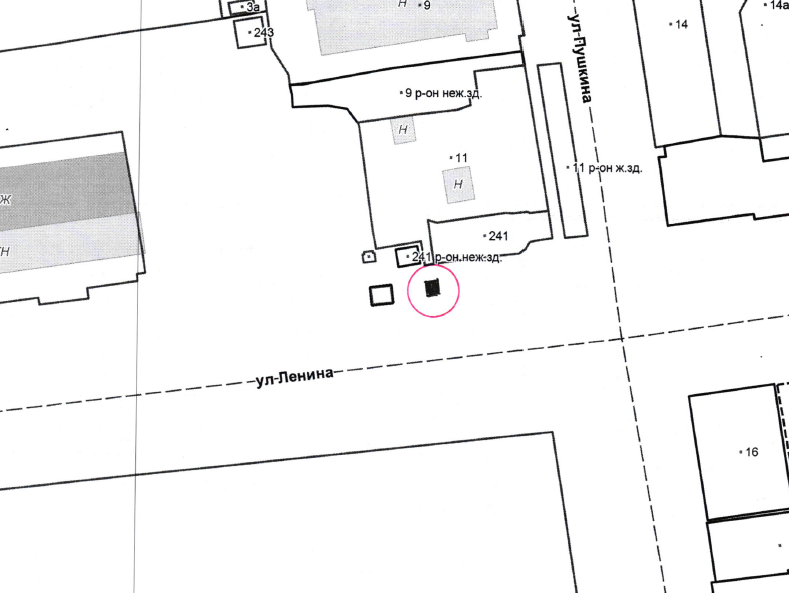 3а
243
Н
9
14
14а
ул-Пушкина
9 р-он неж.зд.
Н
11
11 р-он ж.зд.
Н
Ж
241
241 р-он.неж.зд.
ул-Ленина
16